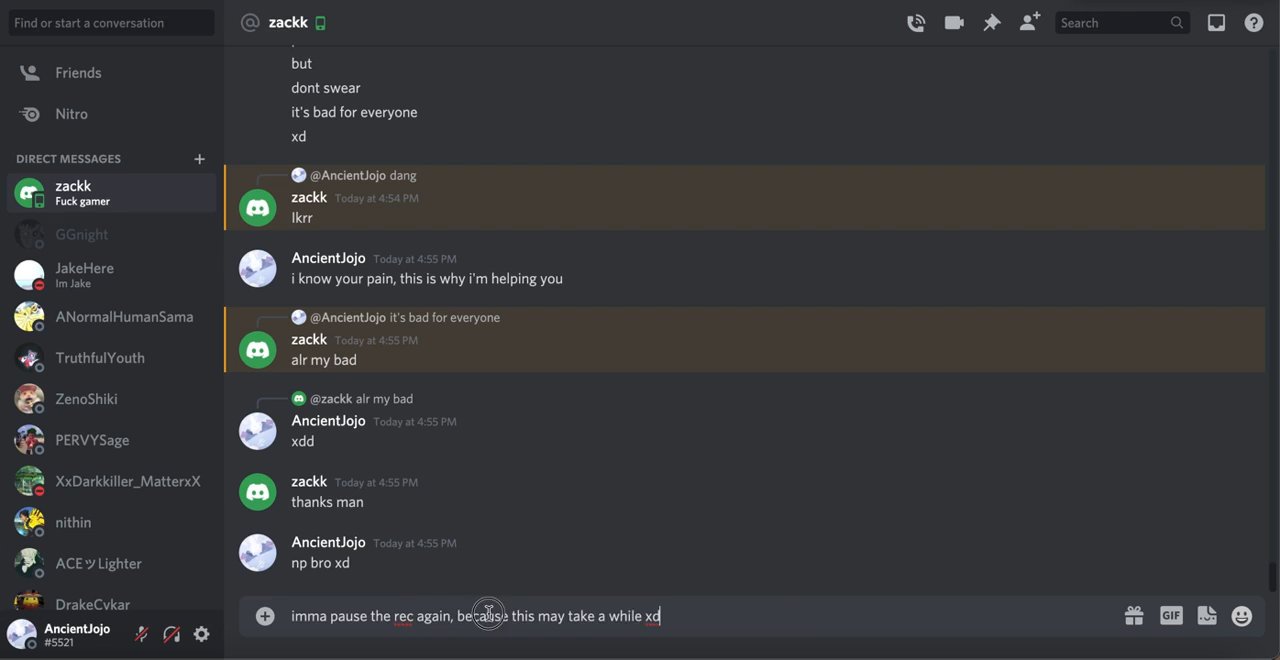 Find or start a conversation
@ zackk
Search
Friends
Nitro
DIRECT MESSAGES +
zackk
Fuck gamer
GGnight
JakeHere
Im Jake
ANormalHumanSama
TruthfulYouth
ZenoShiki
PERVYSage
XxDarkkiller_MatterxX
nithin
ACEツLighter
DrakeCvkar
AncientJojo
#5521
but
dont swear
it's bad for everyone
xd
@AncientJojo dang
zackk Today at 4:54 PM
Ikrr
AncientJojo Today at 4:55 PM
i know your pain, this is why i'm helping you
@AncientJojo it's bad for everyone
zackk Today at 4:55 PM
alr my bad
@zackk alr my bad
AncientJojo Today at 4:55 PM
xdd
zackk Today at 4:55 PM
thanks man
AncientJojo Today at 4:55 PM
np bro xd
imma pause the rec again, because this may take a while xd
GIF